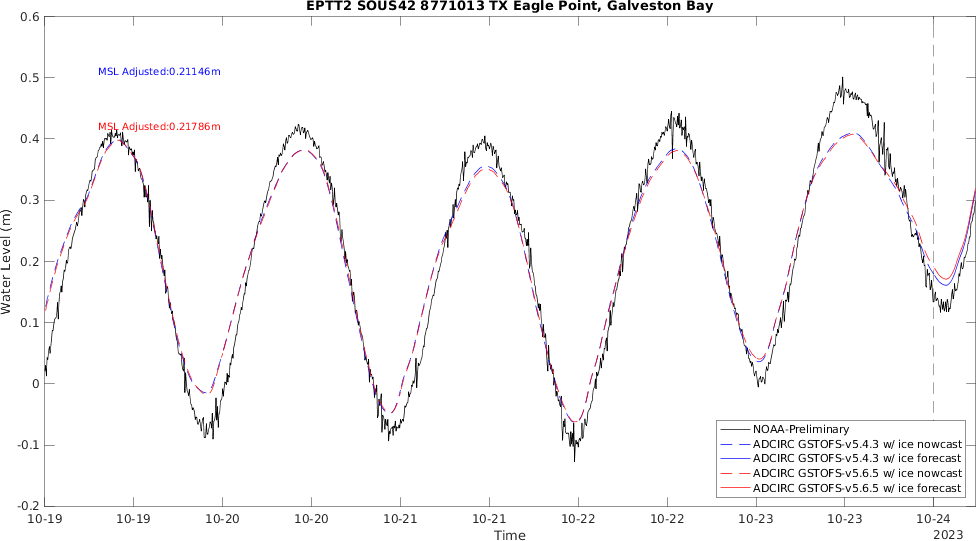 EPTT2 SOUS42 8771013 TX Eagle Point, Galveston Bay
0.6
0.5
0.4
0.3
0.2
0.1
0
-0.1
-0.2
Water Level (m)
MSL Adjusted:0.21146m
MSL Adjusted:0.21786m
NOAA-Preliminary
ADCIRC GSTOFS-v5.4.3 w/ ice nowcast
ADCIRC GSTOFS-v5.4.3 w/ ice forecast
ADCIRC GSTOFS-v5.6.5 w/ ice nowcast
ADCIRC GSTOFS-v5.6.5 w/ ice forecast
10-19 10-19 10-20 10-20 10-21 10-21 10-22 10-22 10-23 10-23 10-24
2023
Time